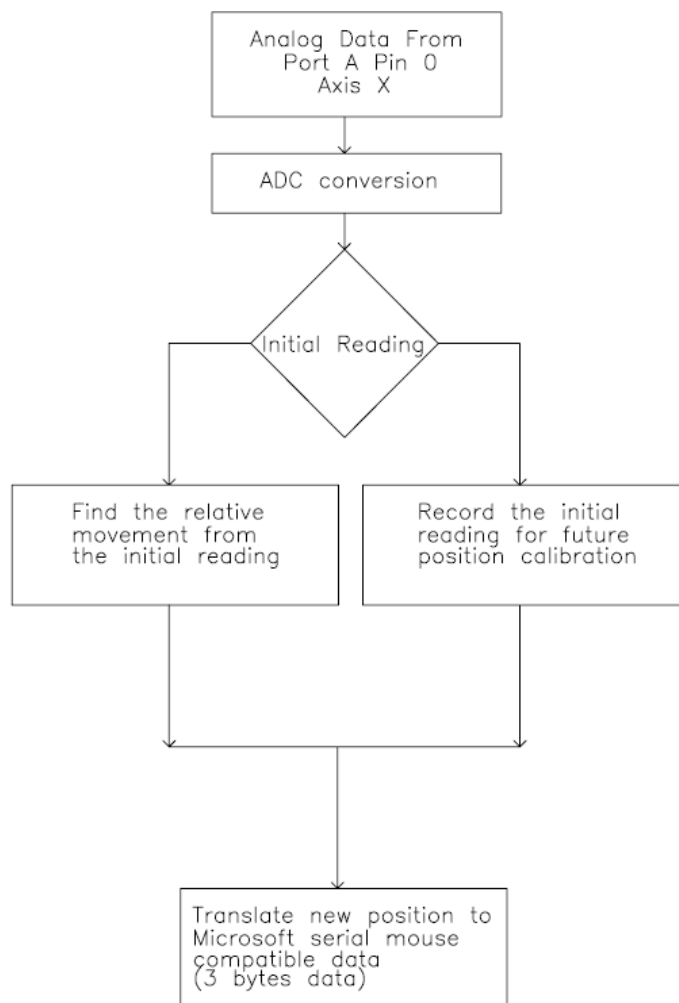 Analog Data From
Port A Pin 0
Axis X
ADC conversion
Initial Reading
Find the relative
movement from
the initial reading
Record the initial
reading for future
position calibration
Translate new position to
Microsoft serial mouse
compatible data
(3 bytes data)